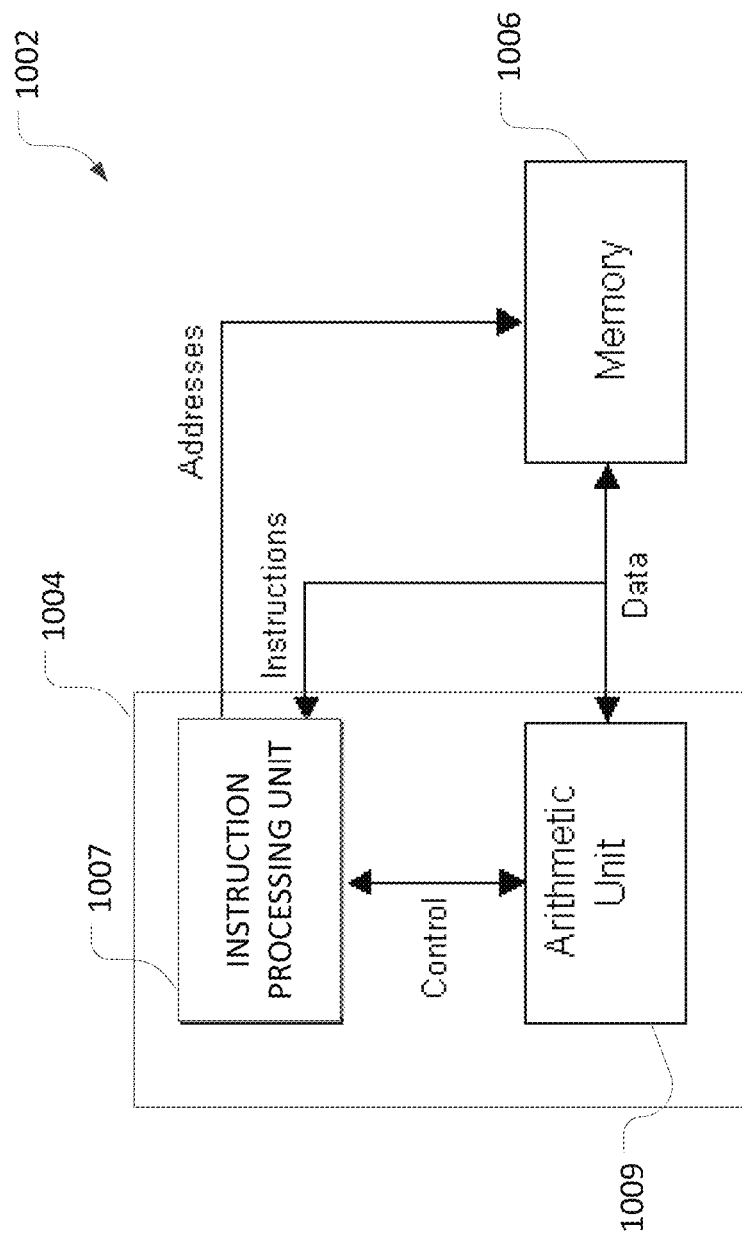 1002
1004
1006
Addresses
1007
Instructions
INSTRUCTION
PROCESSING UNIT
Control
Data
Arithmetic
Unit
Memory
1009